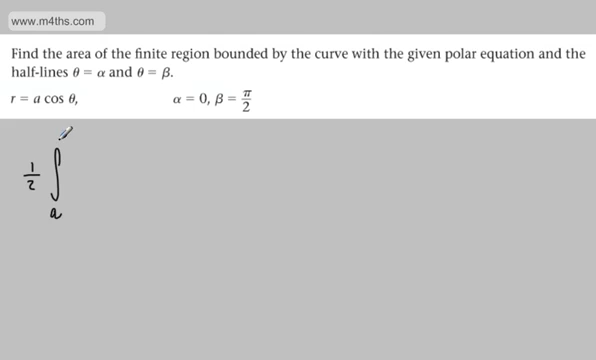 www.m4ths.com
Find the area of the finite region bounded by the curve with the given polar equation and the
half-lines θ = α and θ = β.
r = a cos θ, α = 0, β = π/2
1/2 ∫ a